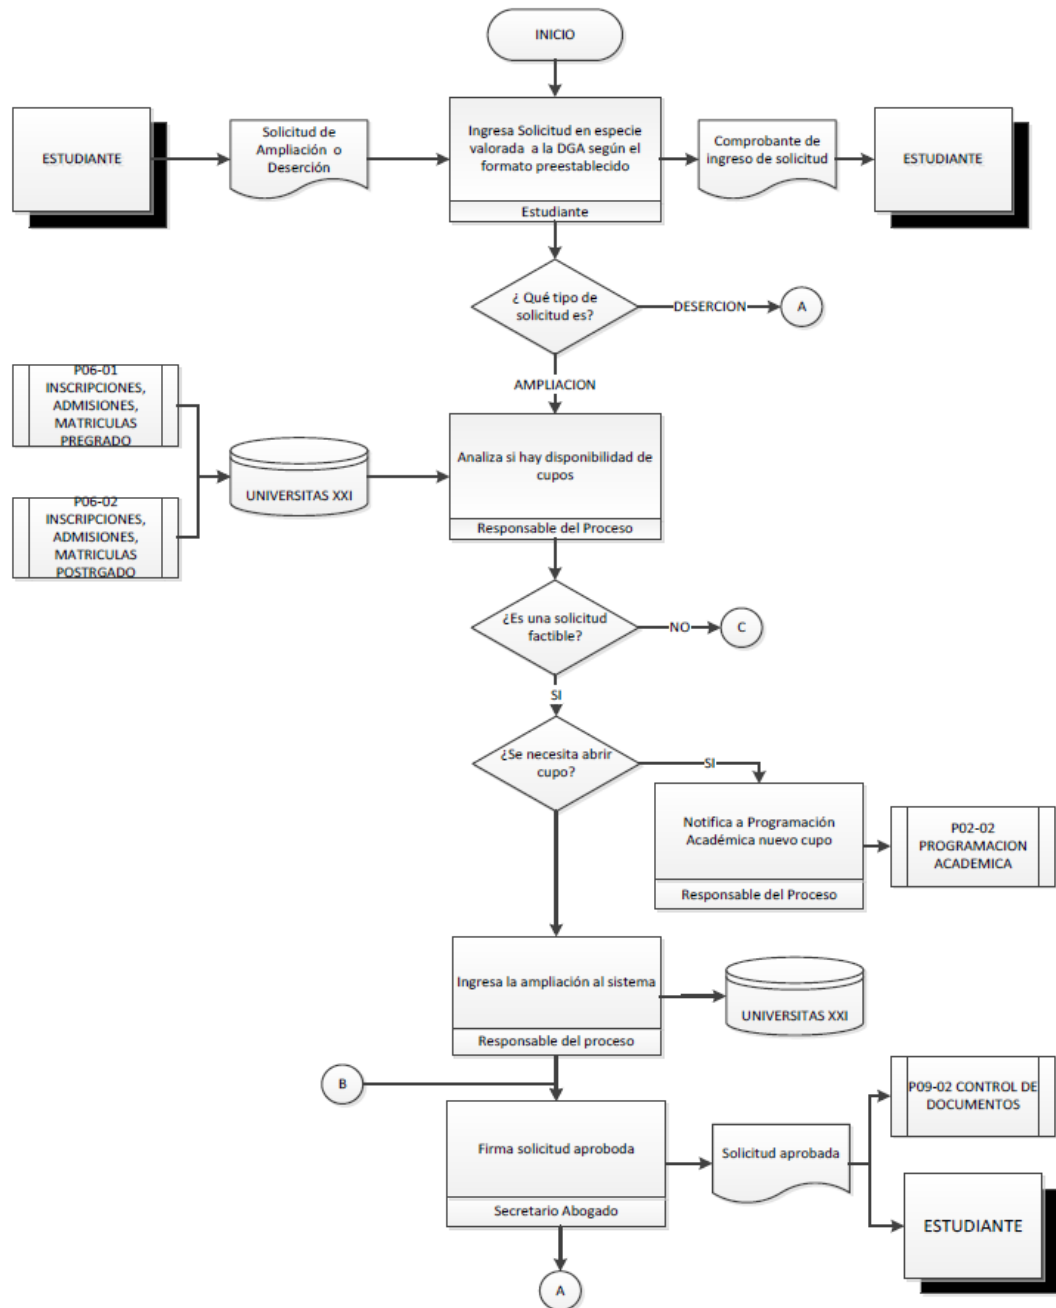 INICIO
ESTUDIANTE
Solicitud de
Ampliación o
Deserción
Ingresa Solicitud en especie
valorada a la DGA según el
formato preestablecido
Estudiante
Comprobante de
ingreso de solicitud
ESTUDIANTE
¿ Qué tipo de
solicitud es?
DESERCION
A
AMPLIACION
P06-01
INSCRIPCIONES,
ADMISIONES,
MATRICULAS
PREGRADO
UNIVERSITAS XXI
P06-02
INSCRIPCIONES,
ADMISIONES,
MATRICULAS
POSTRGADO
Analiza si hay disponibilidad de
cupos
Responsable del Proceso
¿Es una solicitud
factible?
NO
C
SI
¿Se necesita abrir
cupo?
SI
Notifica a Programación
Académica nuevo cupo
Responsable del Proceso
P02-02
PROGRAMACION
ACADEMICA
Ingresa la ampliación al sistema
Responsable del proceso
UNIVERSITAS XXI
B
Firma solicitud aproboda
Secretario Abogado
Solicitud aprobada
P09-02 CONTROL DE
DOCUMENTOS
ESTUDIANTE
A